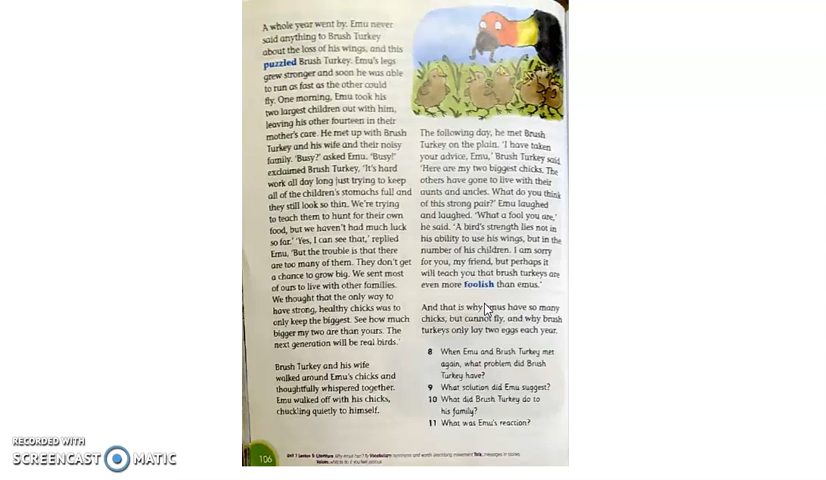 A whole year went by. Emu never
said anything to Brush Turkey
about the loss of his wings, and this
puzzled Brush Turkey. Emu's legs
grew stronger and soon he was able
to run as fast as the other could
fly. One morning, Emu took his
two largest children out with him,
leaving his other fourteen in their
mother's care. He met up with Brush
Turkey and his wife and their noisy
family. 'Busy?' asked Emu. 'Busy!'
exclaimed Brush Turkey, 'It's hard
work all day long just trying to keep
all of the children's stomachs full and
they still look so thin. We're trying
to teach them to hunt for their own
food, but we haven't had much luck
so far.' 'Yes, I can see that,' replied
Emu, 'But the trouble is that there
are too many of them. They don't get
a chance to grow big. We sent most
of ours to live with other families.
We thought that the only way to
have strong, healthy chicks was to
only keep the biggest. See how much
bigger my two are than yours. The
next generation will be real birds.'
Brush Turkey and his wife
walked around Emu's chicks and
thoughtfully whispered together.
Emu walked off with his chicks,
chuckling quietly to himself.
The following day, he met Brush
Turkey on the plain. 'I have taken
your advice, Emu,' Brush Turkey said.
'Here are my two biggest chicks. The
others have gone to live with their
aunts and uncles. What do you think
of this strong pair?' Emu laughed
and laughed. 'What a fool you are,'
he said. 'A bird's strength lies not in
his ability to use his wings, but in the
number of his children. I am sorry
for you, my friend, but perhaps it
will teach you that brush turkeys are
even more foolish than emus.'
And that is why emus have so many
chicks, but cannot fly, and why brush
turkeys only lay two eggs each year.
8 When Emu and Brush Turkey met
again, what problem did Brush
Turkey have?
9 What solution did Emu suggest?
10 What did Brush Turkey do to
his family?
11 What was Emu's reaction?
106
Unit 7 Lesson 5: Literature Vocabulary synonyms and words describing movement Talk messages in stories
Values
RECORDED WITH
SCREENCAST MATIC